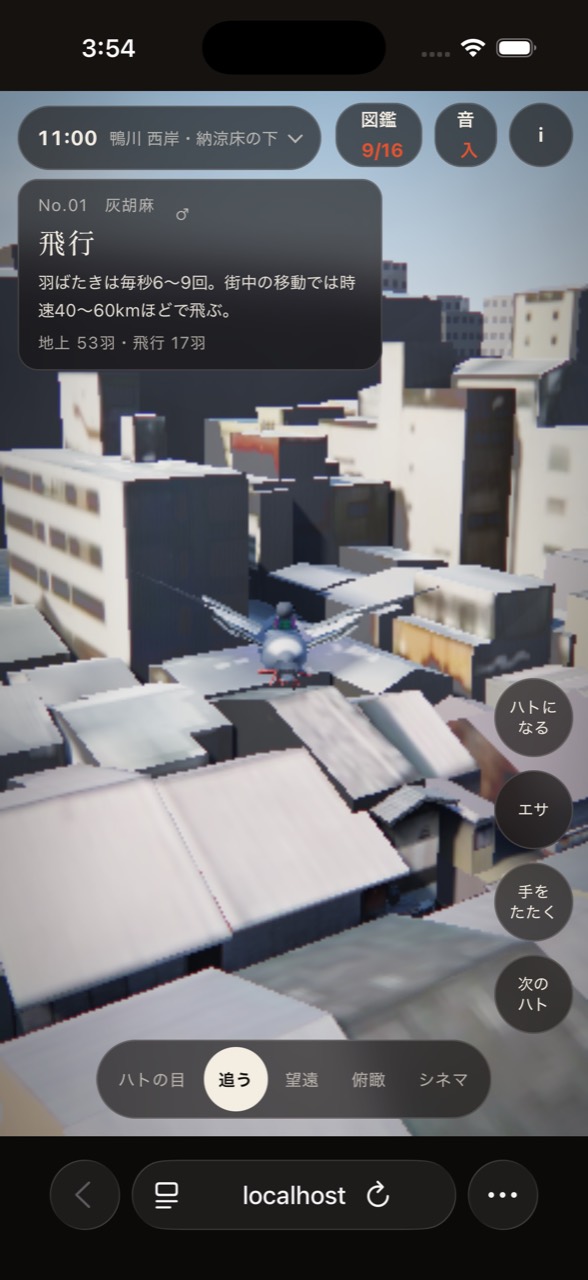 3:54
11:00 鴨川 西岸・納涼床の下
図鑑
9/16
音
入
i
No.01 灰胡麻 ♂
飛行
羽ばたきは毎秒6〜9回。街中の移動では時
速40〜60kmほどで飛ぶ。
地上 53羽・飛行 17羽
ハトに
なる
エサ
手を
たたく
次の
ハト
ハトの目 追う 望遠 俯瞰 シネマ
localhost